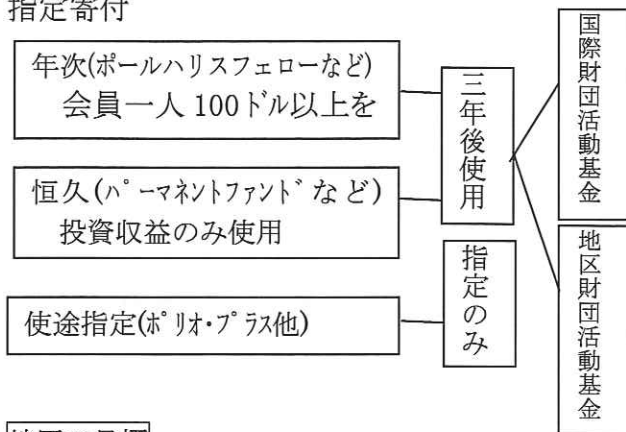 指定寄付
年次(ポールハリスフェローなど)
会員一人 100ドル以上を
恒久(パーマネントファンドなど)
投資収益のみ使用
使途指定(ポリオ・プラス他)
三年後使用
指定のみ
国際財団活動基金
地区財団活動基金